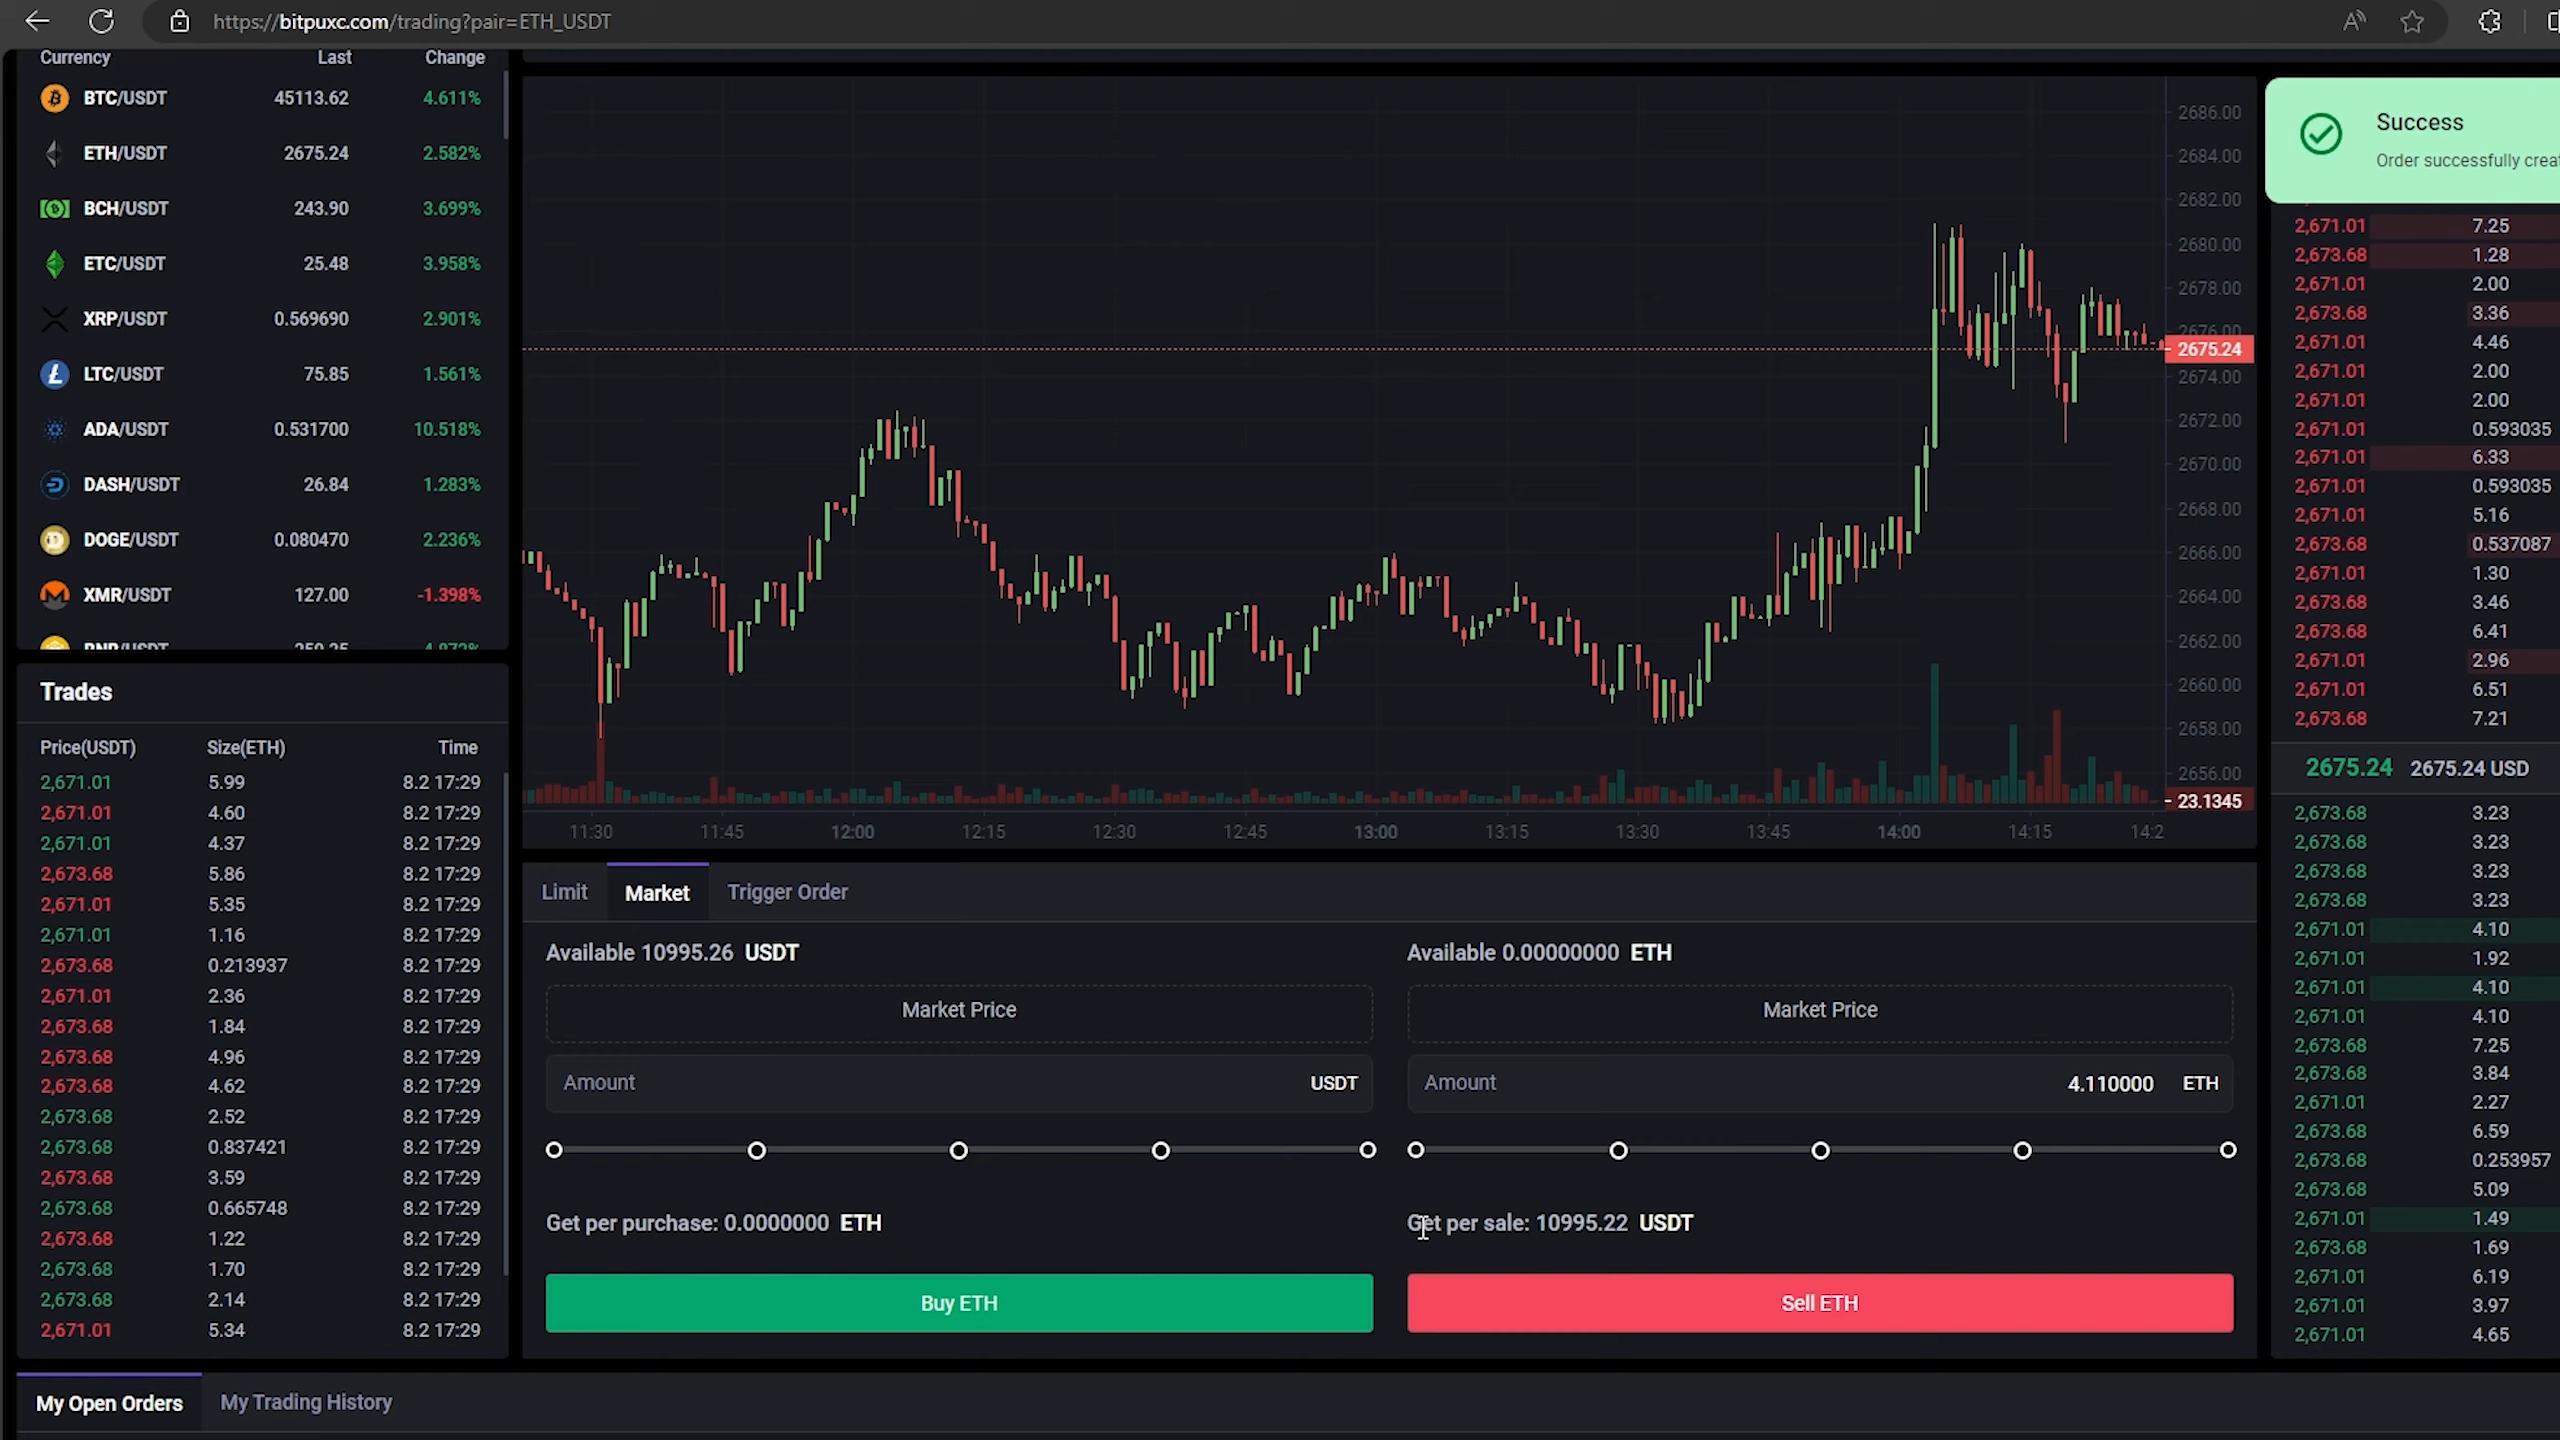 https://bitpuxc.com/trading?pair=ETH_USDT
Currency Last Change
BTC/USDT 45113.62 4.611%
ETH/USDT 2675.24 2.582%
BCH/USDT 243.90 3.699%
ETC/USDT 25.48 3.958%
XRP/USDT 0.569690 2.901%
LTC/USDT 75.85 1.561%
ADA/USDT 0.531700 10.518%
DASH/USDT 26.84 1.283%
DOGE/USDT 0.080470 2.236%
XMR/USDT 127.00 -1.398%
Trades
Price(USDT) Size(ETH) Time
2,671.01 5.99 8.2 17:29
2,671.01 4.60 8.2 17:29
2,671.01 4.37 8.2 17:29
2,673.68 5.86 8.2 17:29
2,671.01 5.35 8.2 17:29
2,671.01 1.16 8.2 17:29
2,673.68 0.213937 8.2 17:29
2,671.01 2.36 8.2 17:29
2,673.68 1.84 8.2 17:29
2,673.68 4.96 8.2 17:29
2,673.68 4.62 8.2 17:29
2,673.68 2.52 8.2 17:29
2,673.68 0.837421 8.2 17:29
2,673.68 3.59 8.2 17:29
2,673.68 0.665748 8.2 17:29
2,673.68 1.22 8.2 17:29
2,673.68 1.70 8.2 17:29
2,673.68 2.14 8.2 17:29
2,671.01 5.34 8.2 17:29
2686.00
2684.00
2682.00
2680.00
2678.00
2676.00
2675.24
2674.00
2672.00
2670.00
2668.00
2666.00
2664.00
2662.00
2660.00
2658.00
2656.00
23.1345
11:30 11:45 12:00 12:15 12:30 12:45 13:00 13:15 13:30 13:45 14:00 14:15 14:2
Limit Market Trigger Order
Available 10995.26 USDT
Market Price
Amount USDT
Get per purchase: 0.0000000 ETH
Buy ETH
Available 0.00000000 ETH
Market Price
Amount 4.110000 ETH
Get per sale: 10995.22 USDT
Sell ETH
Success
Order successfully crea
2,671.01 7.25
2,673.68 1.28
2,671.01 2.00
2,673.68 3.36
2,671.01 4.46
2,671.01 2.00
2,671.01 2.00
2,671.01 0.593035
2,671.01 6.33
2,671.01 0.593035
2,671.01 5.16
2,673.68 0.537087
2,671.01 1.30
2,673.68 3.46
2,673.68 6.41
2,671.01 2.96
2,671.01 6.51
2,673.68 7.21
2675.24 2675.24 USD
2,673.68 3.23
2,673.68 3.23
2,673.68 3.23
2,673.68 3.23
2,671.01 4.10
2,671.01 1.92
2,671.01 4.10
2,671.01 4.10
2,673.68 7.25
2,673.68 3.84
2,671.01 2.27
2,673.68 6.59
2,673.68 0.253957
2,673.68 5.09
2,671.01 1.49
2,673.68 1.69
2,671.01 6.19
2,671.01 3.97
2,671.01 4.65
My Open Orders My Trading History